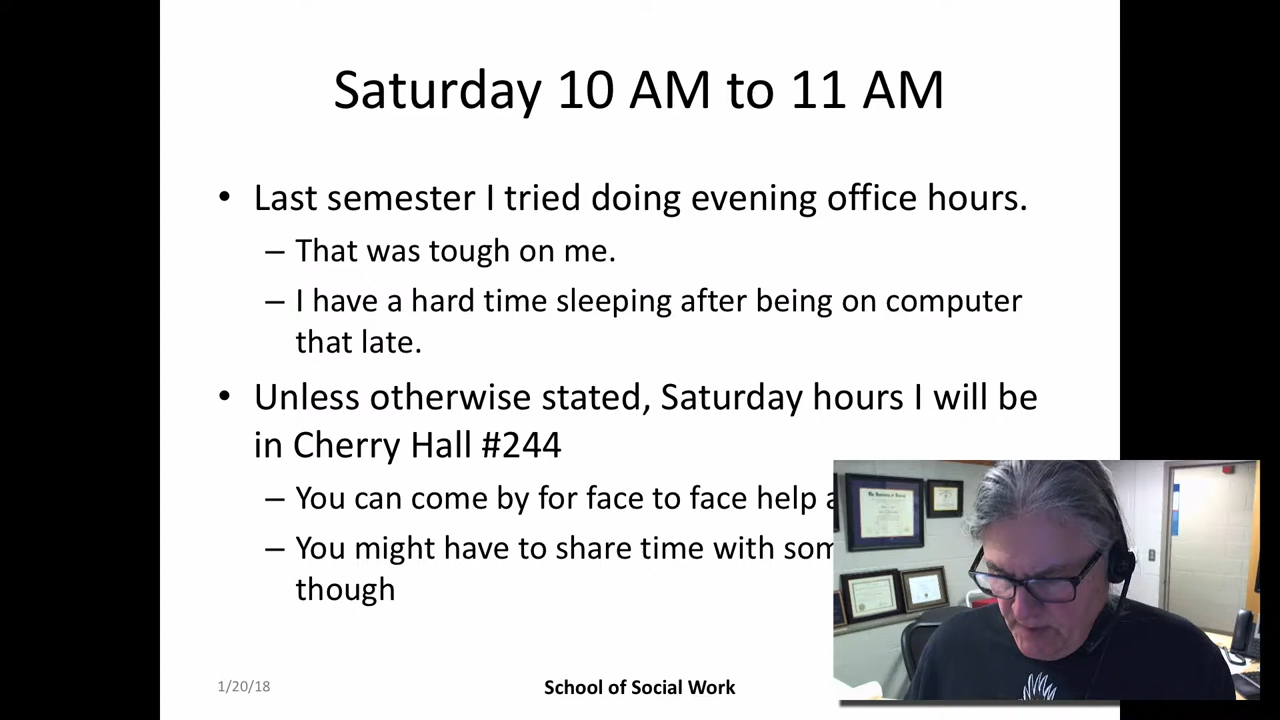 Saturday 10 AM to 11 AM
• Last semester I tried doing evening office hours.
– That was tough on me.
– I have a hard time sleeping after being on computer
that late.
• Unless otherwise stated, Saturday hours I will be
in Cherry Hall #244
– You can come by for face to face help
– You might have to share time with
though
1/20/18
School of Social Work